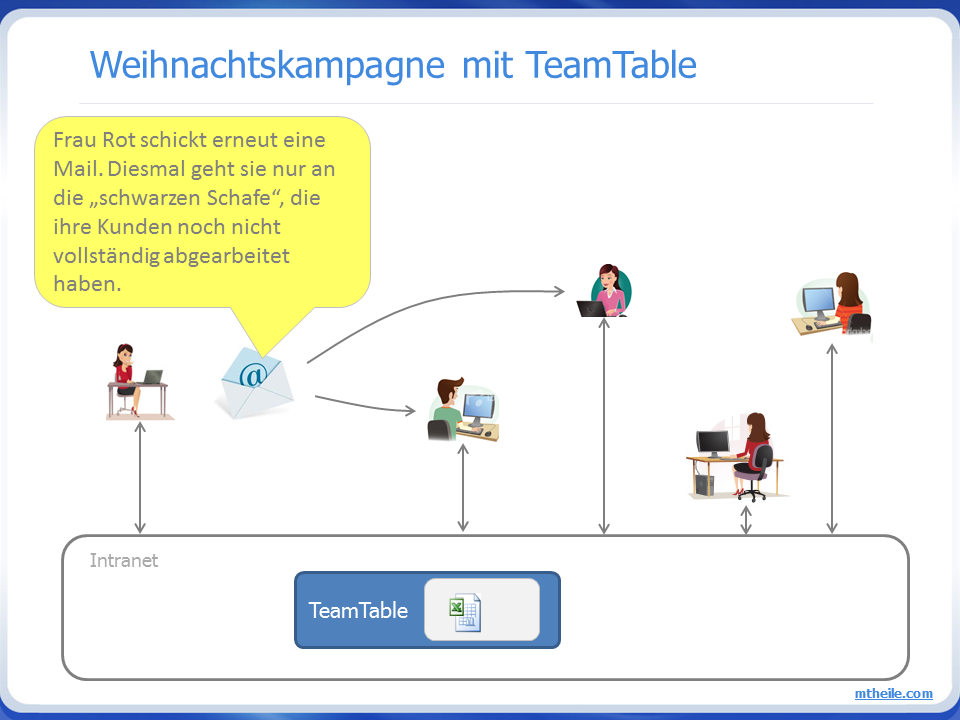 Weihnachtskampagne mit TeamTable
Frau Rot schickt erneut eine
Mail. Diesmal geht sie nur an
die „schwarzen Schafe“, die
ihre Kunden noch nicht
vollständig abgearbeitet
haben.
@
Intranet
TeamTable
mtheile.com